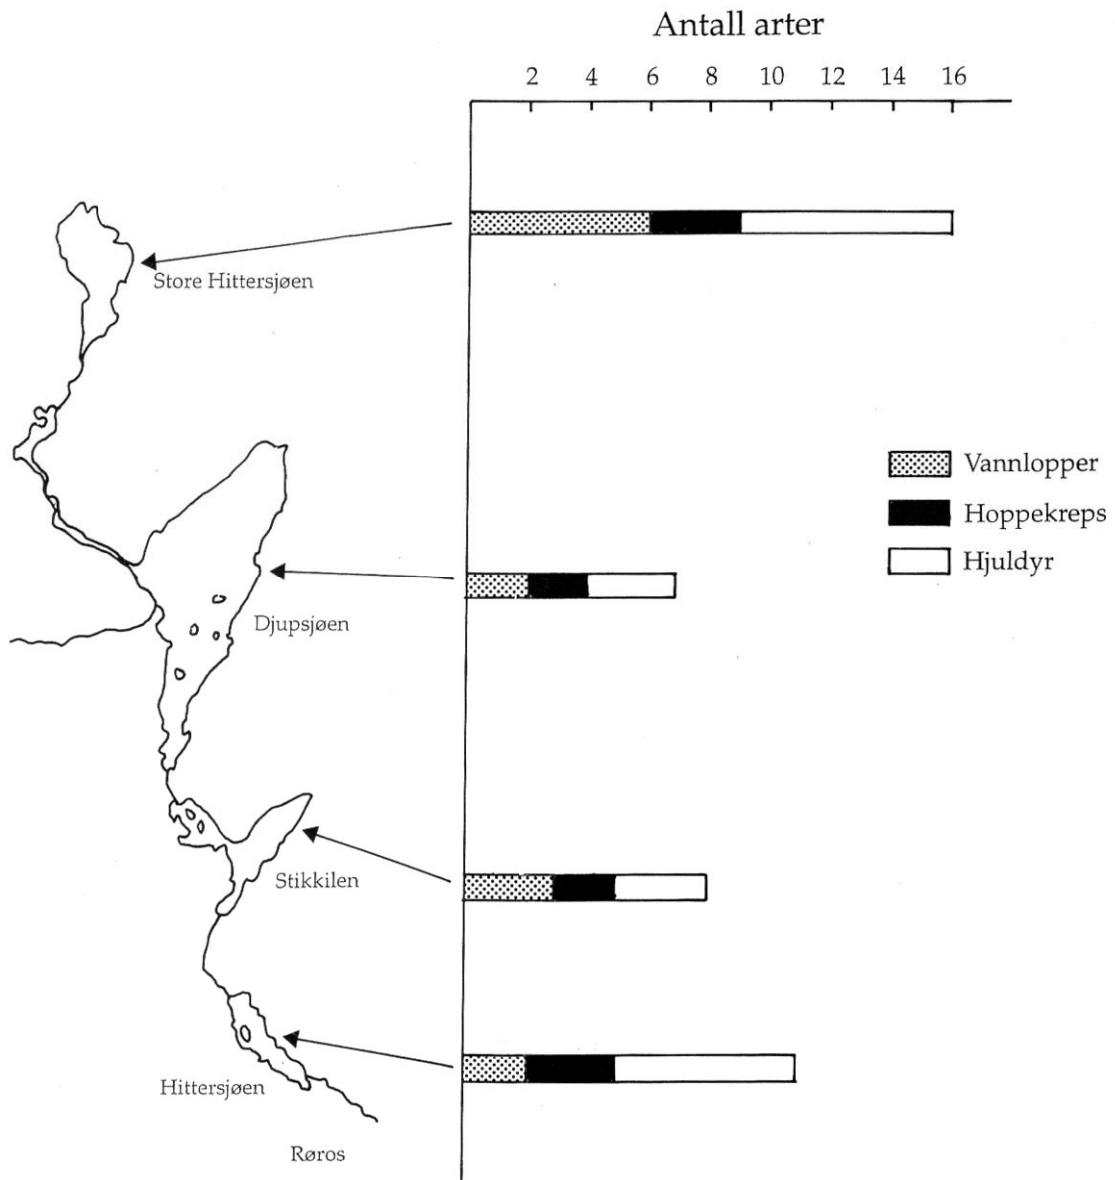 Antall arter
2 4 6 8 10 12 14 16
Store Hittersjøen
Vannlopper
Hoppekreps
Hjuldyr
Djupsjøen
Stikkilen
Hittersjøen
Røros